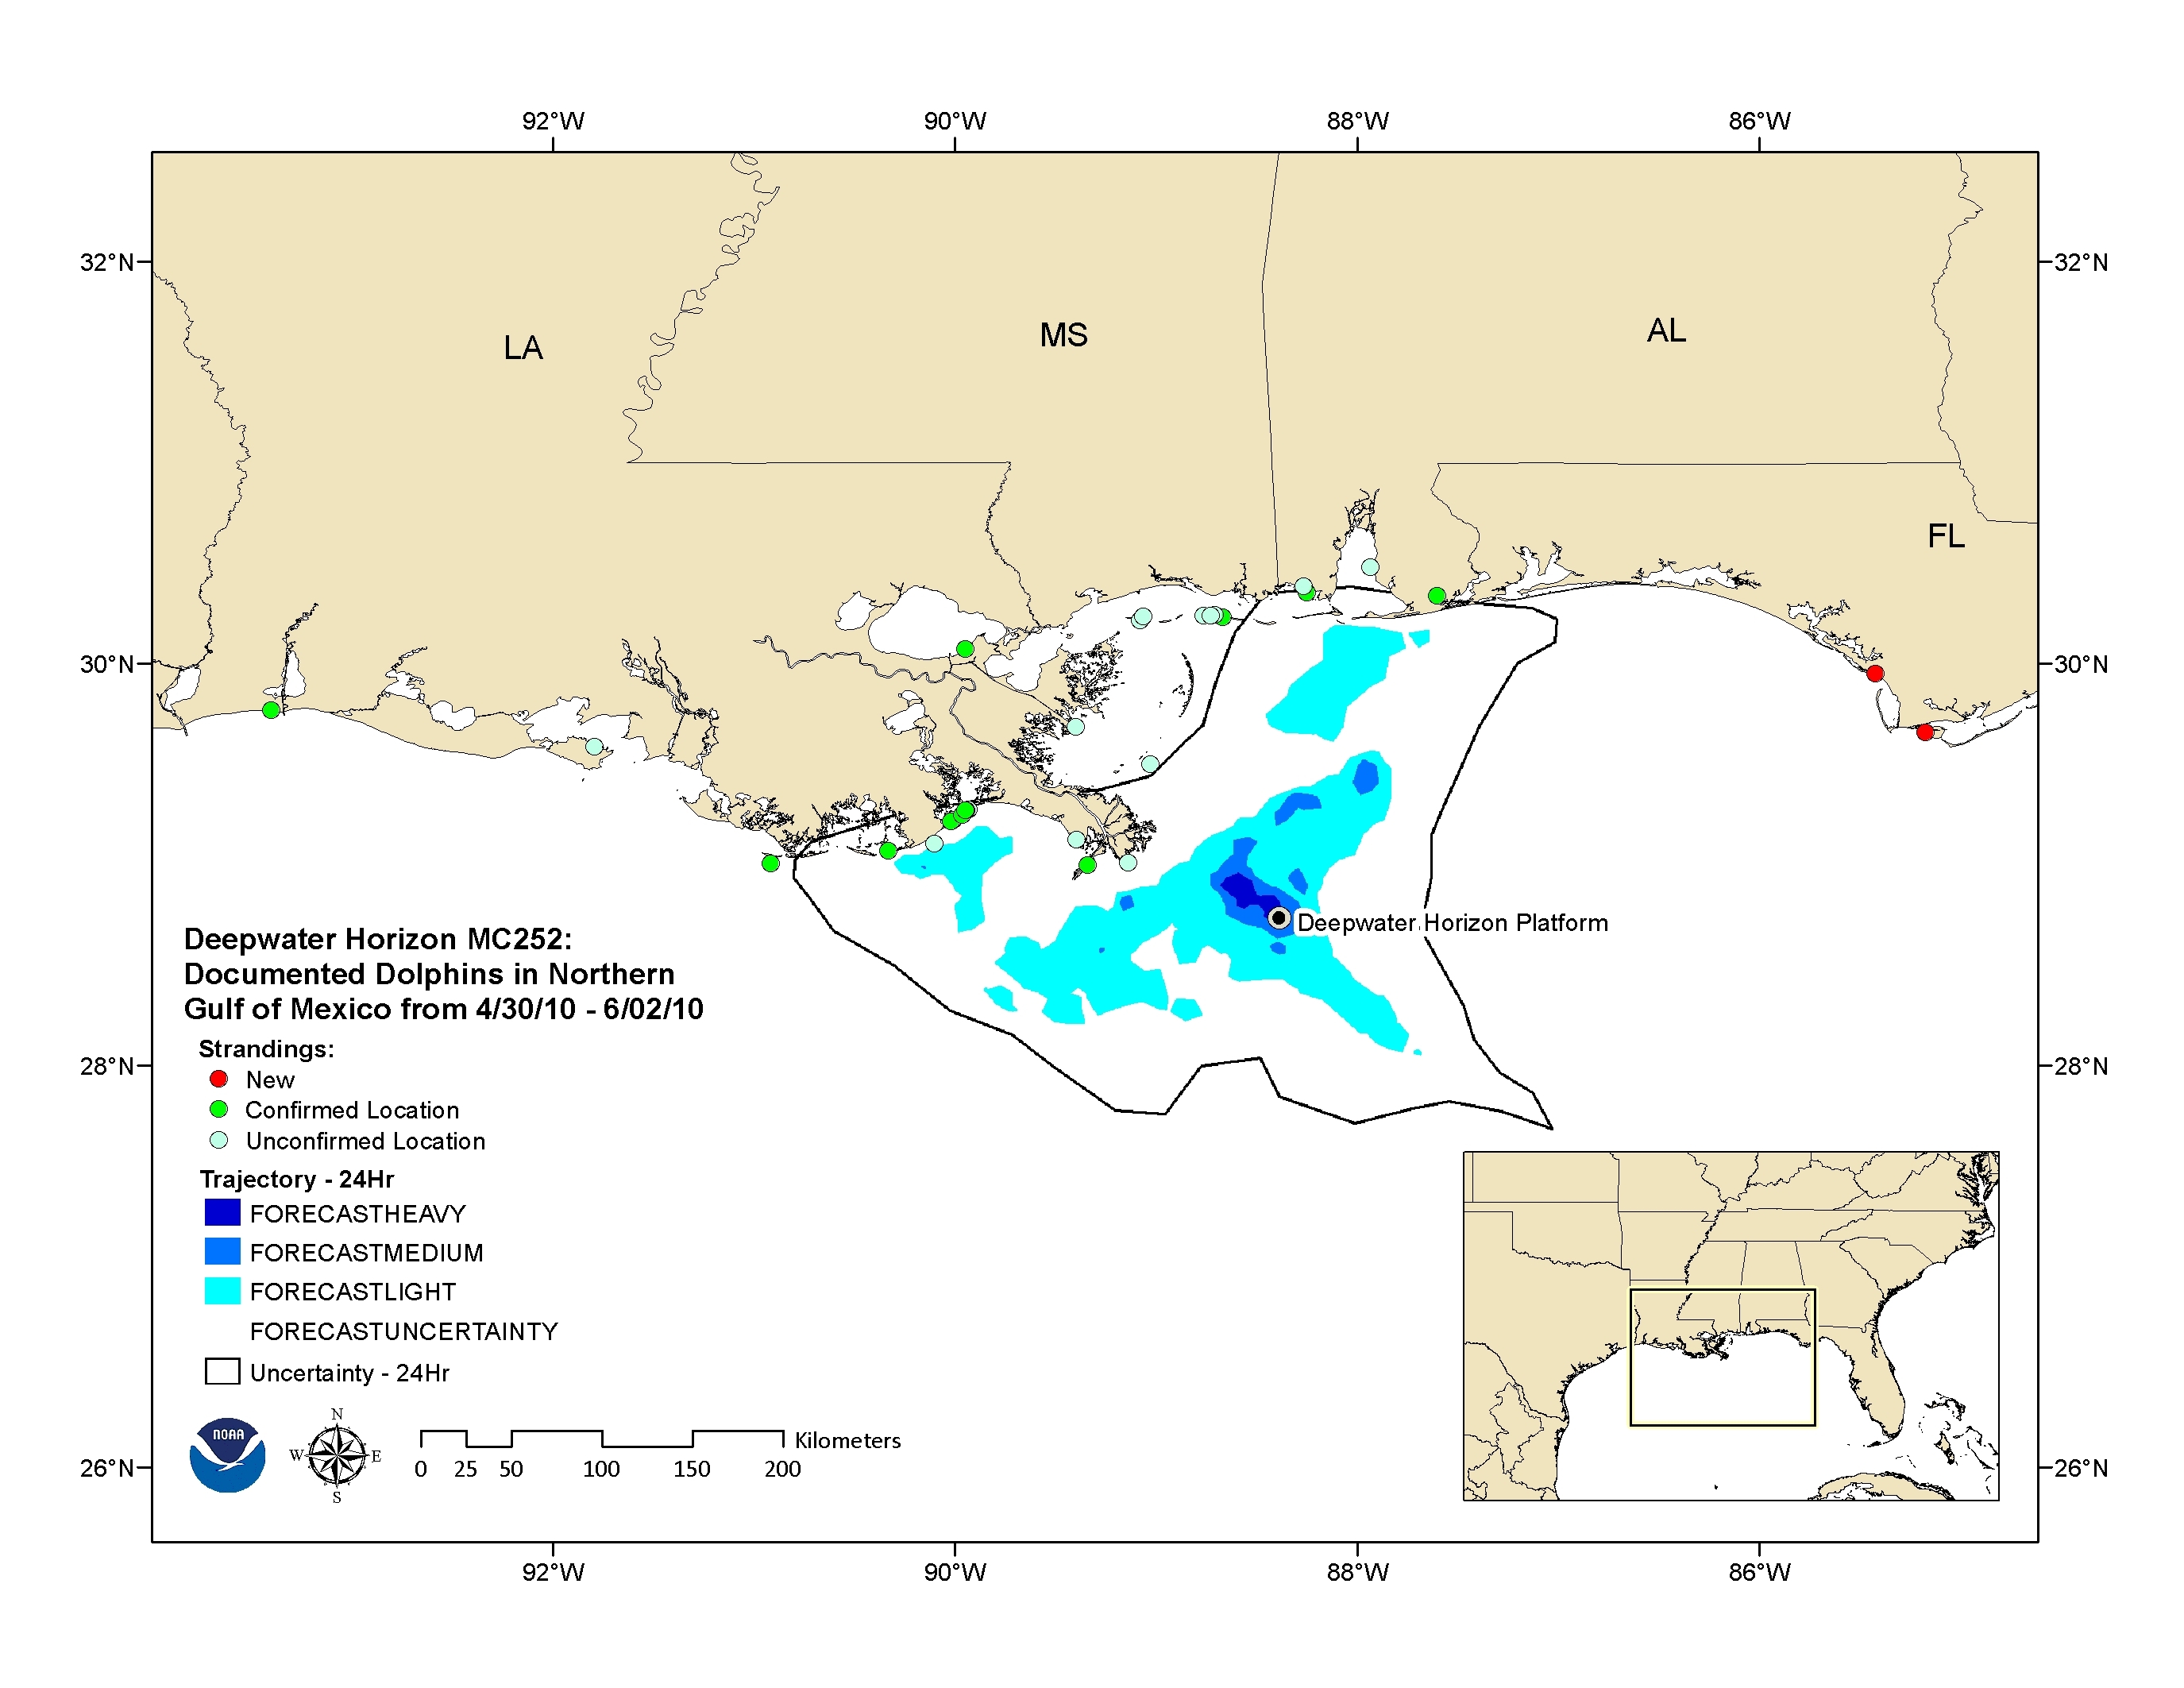 92°W 90°W 88°W 86°W
32°N 32°N
LA MS AL
FL
30°N 30°N
Deepwater Horizon Platform
Deepwater Horizon MC252:
Documented Dolphins in Northern
Gulf of Mexico from 4/30/10 - 6/02/10
Strandings:
New
Confirmed Location
Unconfirmed Location
28°N 28°N
Trajectory - 24Hr
FORECASTHEAVY
FORECASTMEDIUM
FORECASTLIGHT
FORECASTUNCERTAINTY
Uncertainty - 24Hr
NOAA
N
W E
S
Kilometers
0 25 50 100 150 200
26°N 26°N
92°W 90°W 88°W 86°W